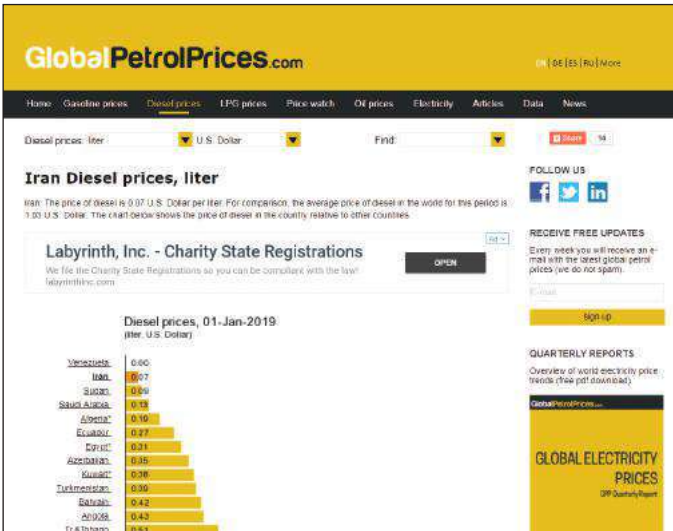 GlobalPetrolPrices.com
EN | DE | ES | RU | More
Home Gasoline prices Diesel prices LPG prices Price watch Oil prices Electricity Articles Data News
Diesel prices: liter U.S. Dollar Find:
Share 14
Iran Diesel prices, liter
Iran: The price of diesel is 0.07 U.S. Dollar per liter. For comparison, the average price of diesel in the world for this period is
1.03 U.S. Dollar. The chart below shows the price of diesel in the country relative to other countries.
Ad
Labyrinth, Inc. - Charity State Registrations
We file the Charity State Registrations so you can be compliant with the law!
labyrinthinc.com
OPEN
Diesel prices, 01-Jan-2019
(liter, U.S. Dollar)
Venezuela 0.00
Iran 0.07
Sudan 0.09
Saudi Arabia 0.13
Algeria* 0.19
Ecuador 0.27
Egypt* 0.31
Azerbaijan 0.35
Kuwait* 0.38
Turkmenistan 0.39
Bahrain 0.42
Angola 0.43
FOLLOW US
RECEIVE FREE UPDATES
Every week you will receive an e-
mail with the latest global petrol
prices (we do not spam).
E-mail
Sign up
QUARTERLY REPORTS
Overview of world electricity price
trends (free pdf download)
GlobalPetrolPrices.com
GLOBAL ELECTRICITY
PRICES
GPP Quarterly Report